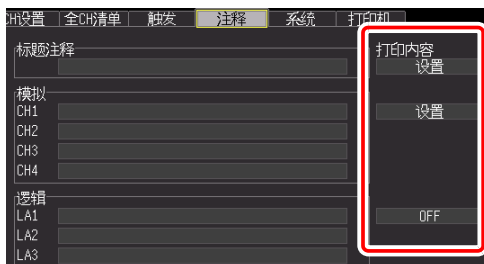 CH设置 全CH清单 触发 注释 系统 打印机
标题注释 打印内容
设置
模拟
CH1 设置
CH2
CH3
CH4
逻辑
LA1 OFF
LA2
LA3